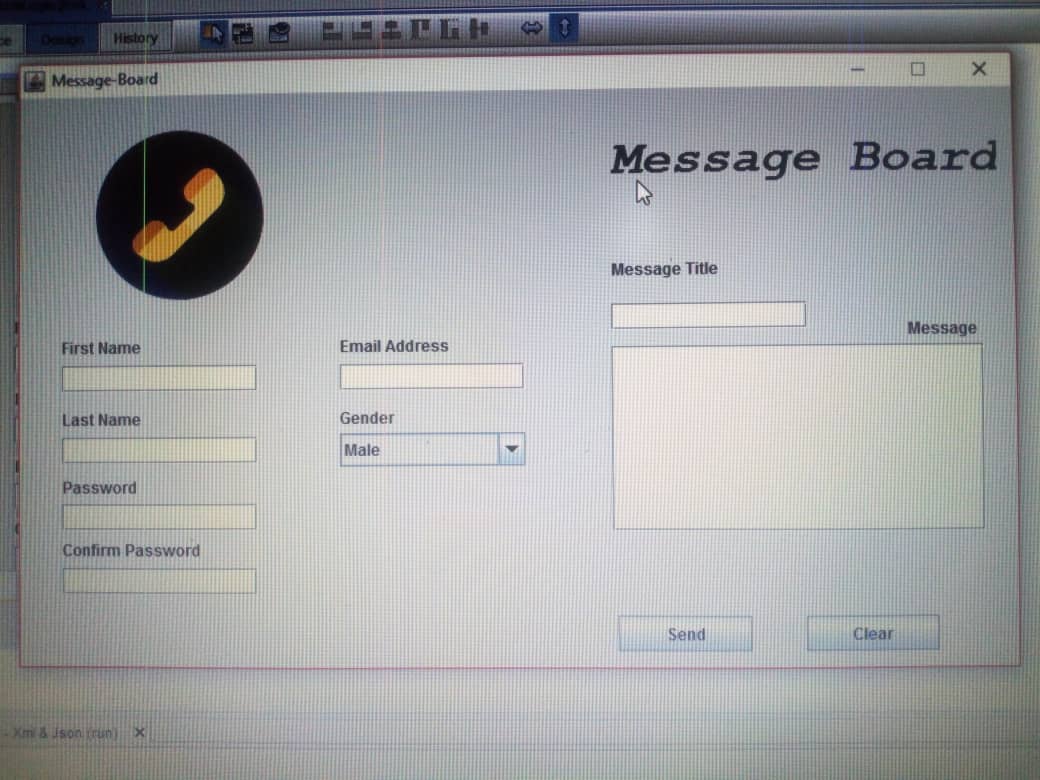 Design History
Message-Board
Message Board
Message Title
Message
First Name
Email Address
Last Name
Gender
Male
Password
Confirm Password
Send
Clear
- Xml & Json (run)